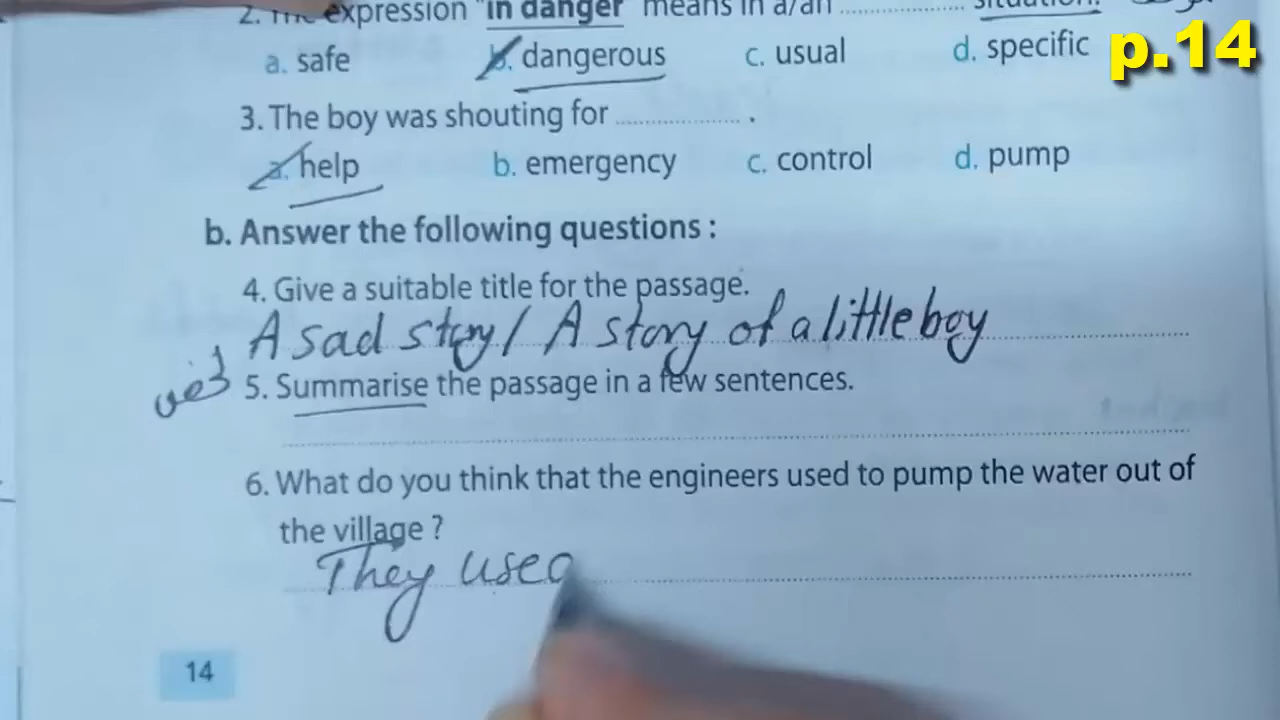 2. The expression "in danger" means in a/an .................. situation.
p.14
a. safe b. dangerous c. usual d. specific
3. The boy was shouting for .................. .
a. help b. emergency c. control d. pump
b. Answer the following questions :
4. Give a suitable title for the passage.
A sad story / A story of a little boy
5. Summarise the passage in a few sentences.
6. What do you think that the engineers used to pump the water out of
the village ?
They used
14